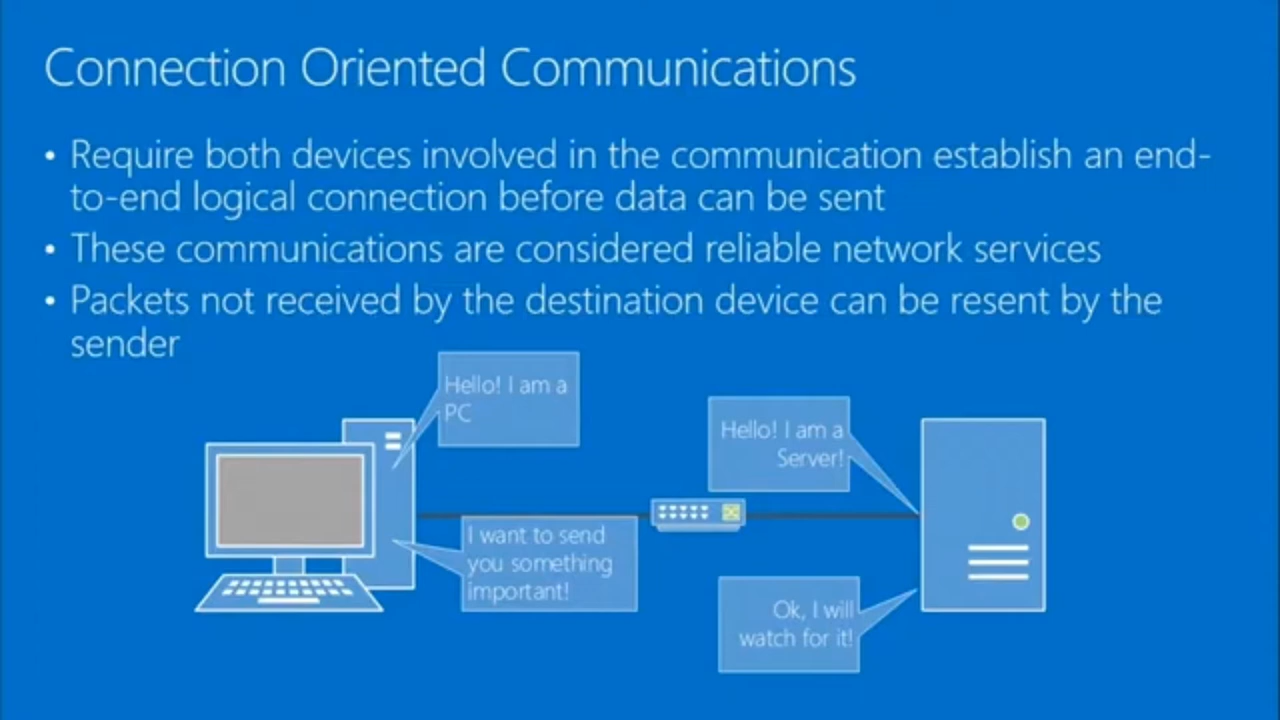 Connection Oriented Communications
• Require both devices involved in the communication establish an end-
to-end logical connection before data can be sent
• These communications are considered reliable network services
• Packets not received by the destination device can be resent by the
sender
Hello! I am a
PC
Hello! I am a
Server!
I want to send
you something
important!
Ok, I will
watch for it!